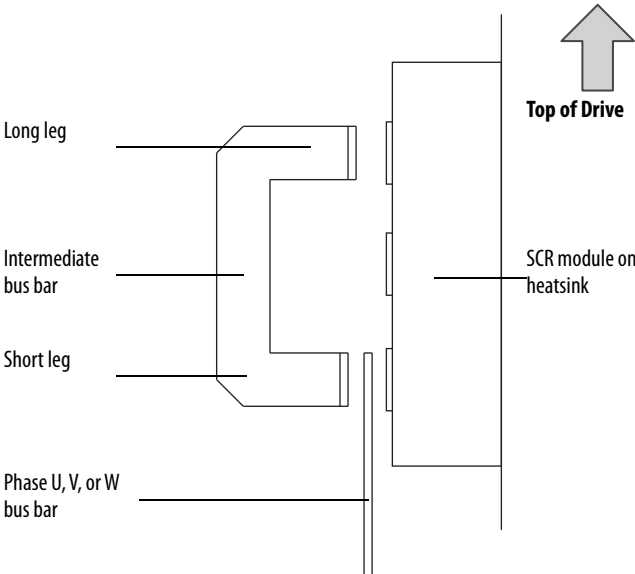 Top of Drive
Long leg
Intermediate
bus bar
SCR module on
heatsink
Short leg
Phase U, V, or W
bus bar